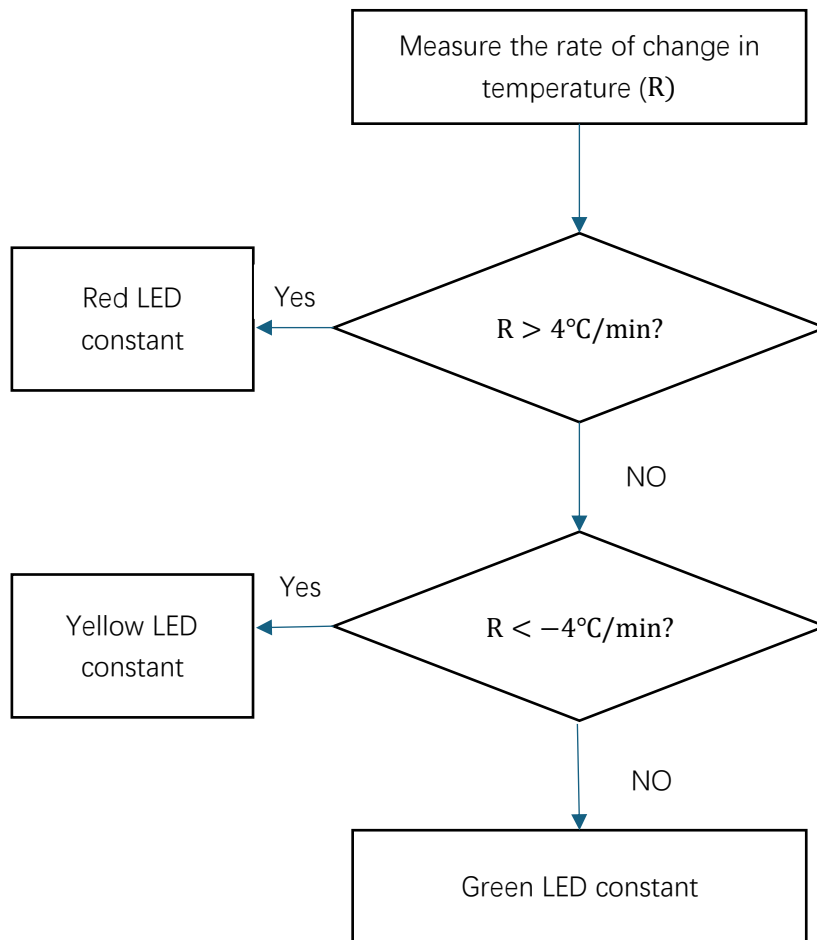 Measure the rate of change in
temperature (R)
Red LED
constant
Yes
R > 4℃/min?
NO
Yellow LED
constant
Yes
R < −4℃/min?
NO
Green LED constant